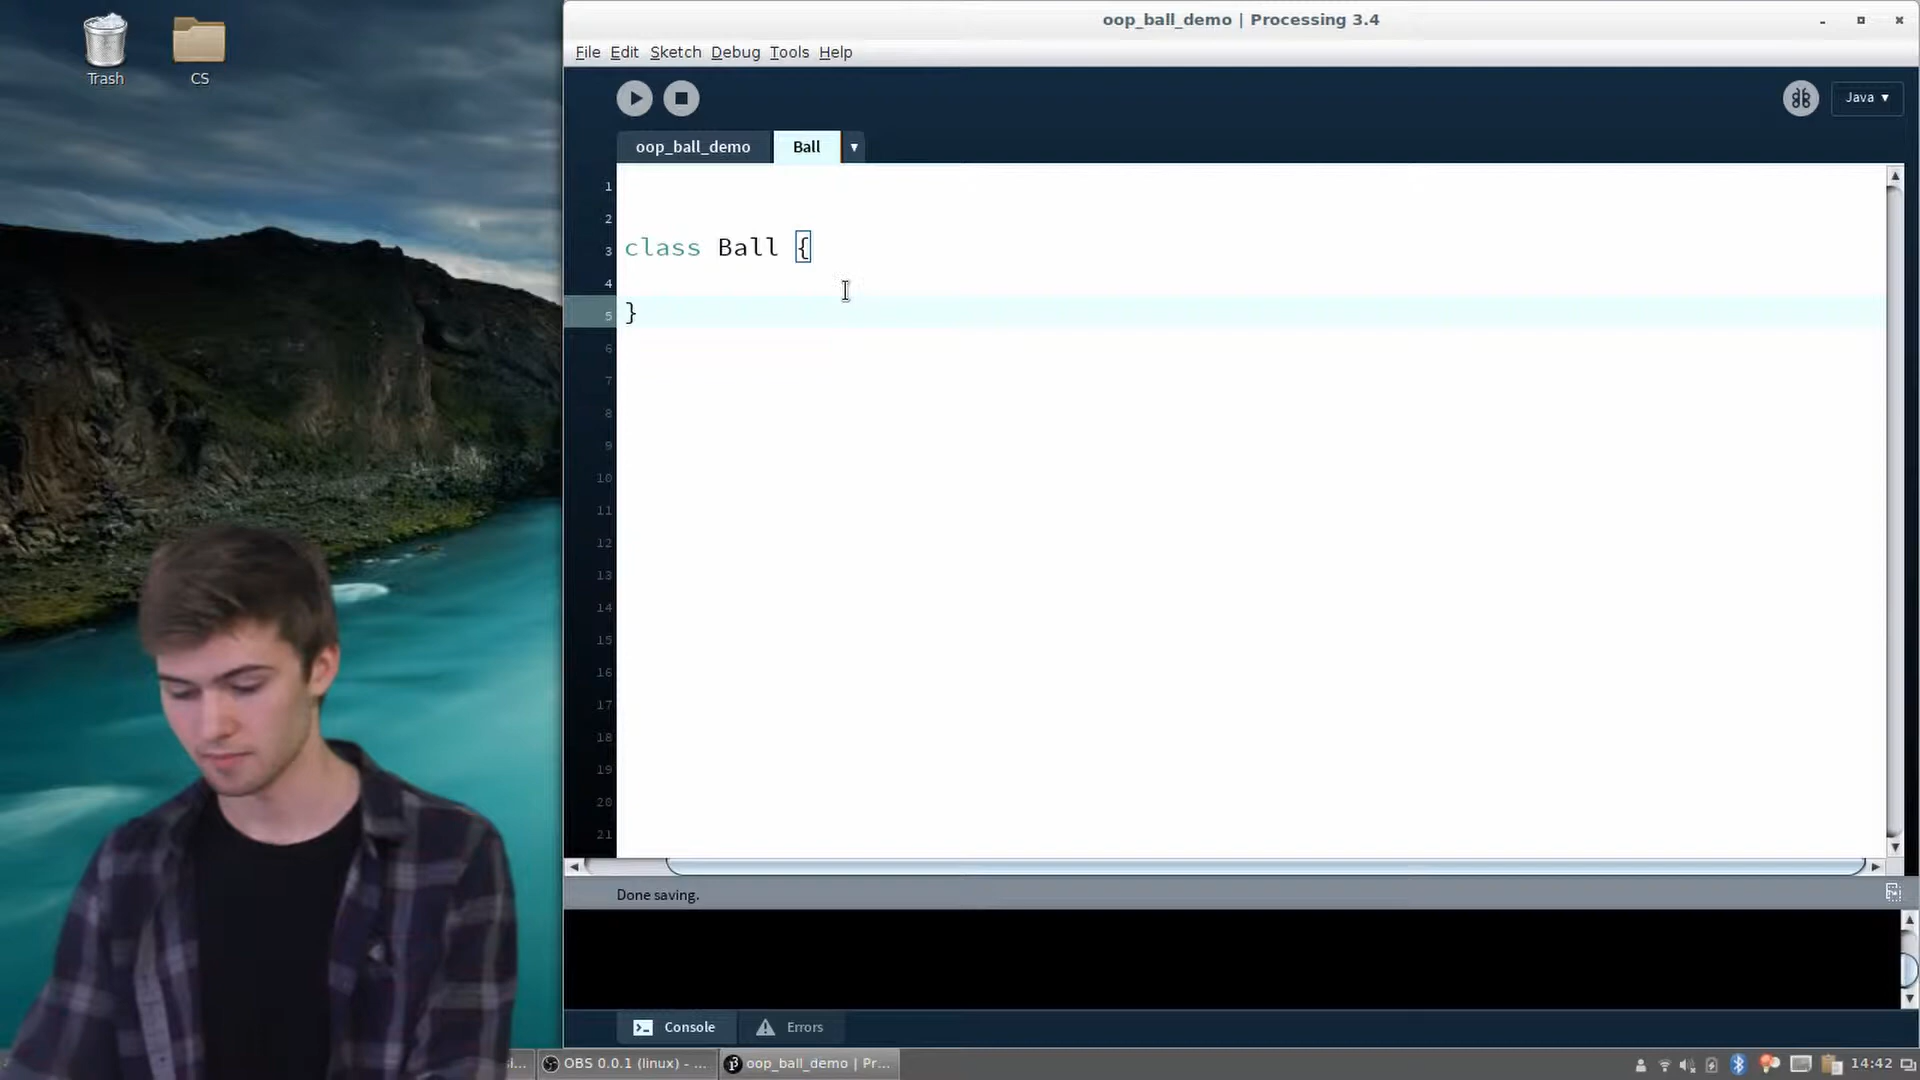 Trash
CS
oop_ball_demo | Processing 3.4
File Edit Sketch Debug Tools Help
Java ▾
oop_ball_demo
Ball
1
2
3 class Ball {
4
5 }
6
7
8
9
10
11
12
13
14
15
16
17
18
19
20
21
Done saving.
Console
Errors
OBS 0.0.1 (linux) - ...
oop_ball_demo | Pr...
14:42